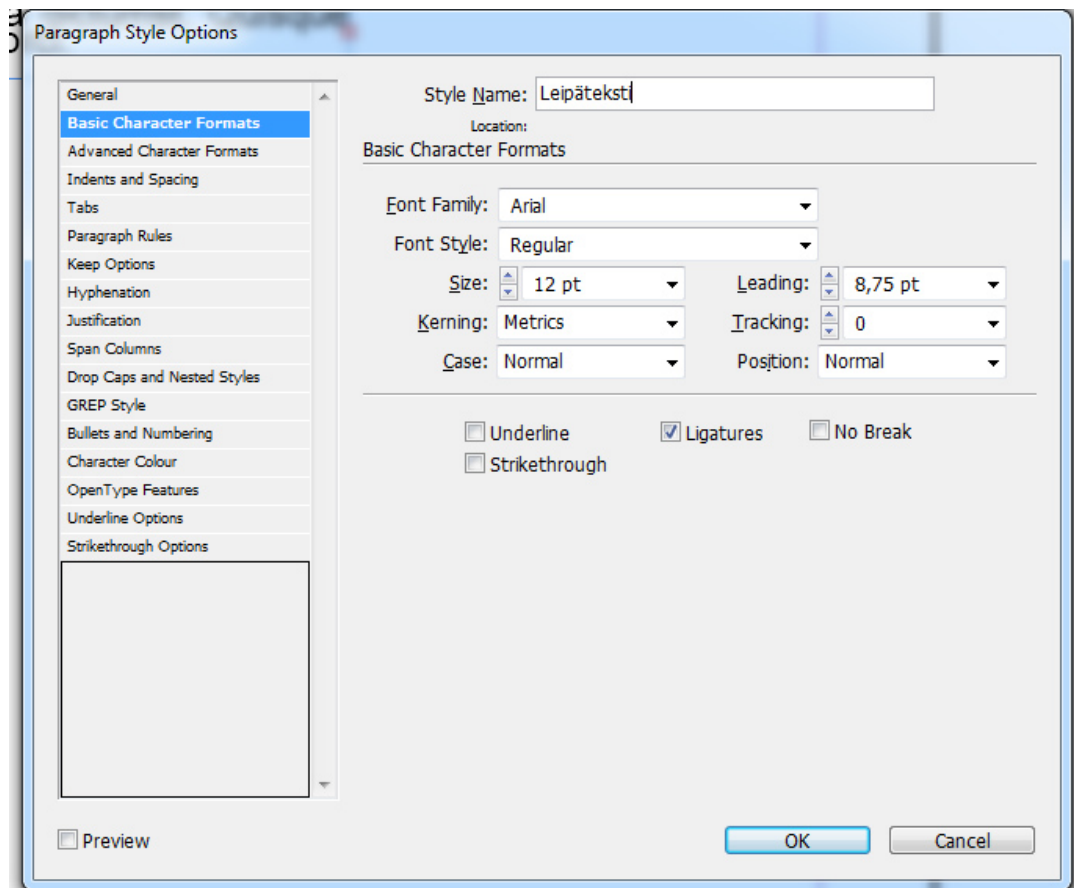 Paragraph Style Options
General
Basic Character Formats
Advanced Character Formats
Indents and Spacing
Tabs
Paragraph Rules
Keep Options
Hyphenation
Justification
Span Columns
Drop Caps and Nested Styles
GREP Style
Bullets and Numbering
Character Colour
OpenType Features
Underline Options
Strikethrough Options
Style Name: Leipäteksti
Location:
Basic Character Formats
Font Family: Arial
Font Style: Regular
Size: 12 pt Leading: 8,75 pt
Kerning: Metrics Tracking: 0
Case: Normal Position: Normal
Underline Ligatures No Break
Strikethrough
Preview OK Cancel